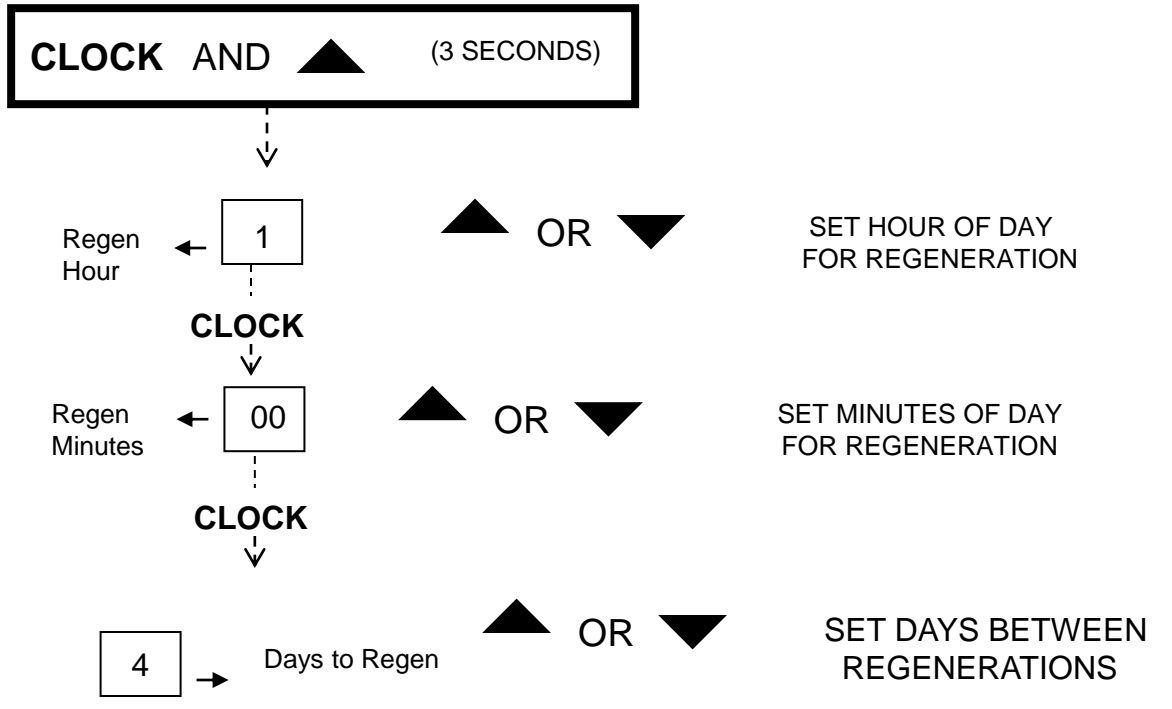 CLOCK AND ▲ (3 SECONDS)
Regen
Hour
1
▲ OR ▼
SET HOUR OF DAY
FOR REGENERATION
CLOCK
Regen
Minutes
00
▲ OR ▼
SET MINUTES OF DAY
FOR REGENERATION
CLOCK
4
Days to Regen
▲ OR ▼
SET DAYS BETWEEN
REGENERATIONS